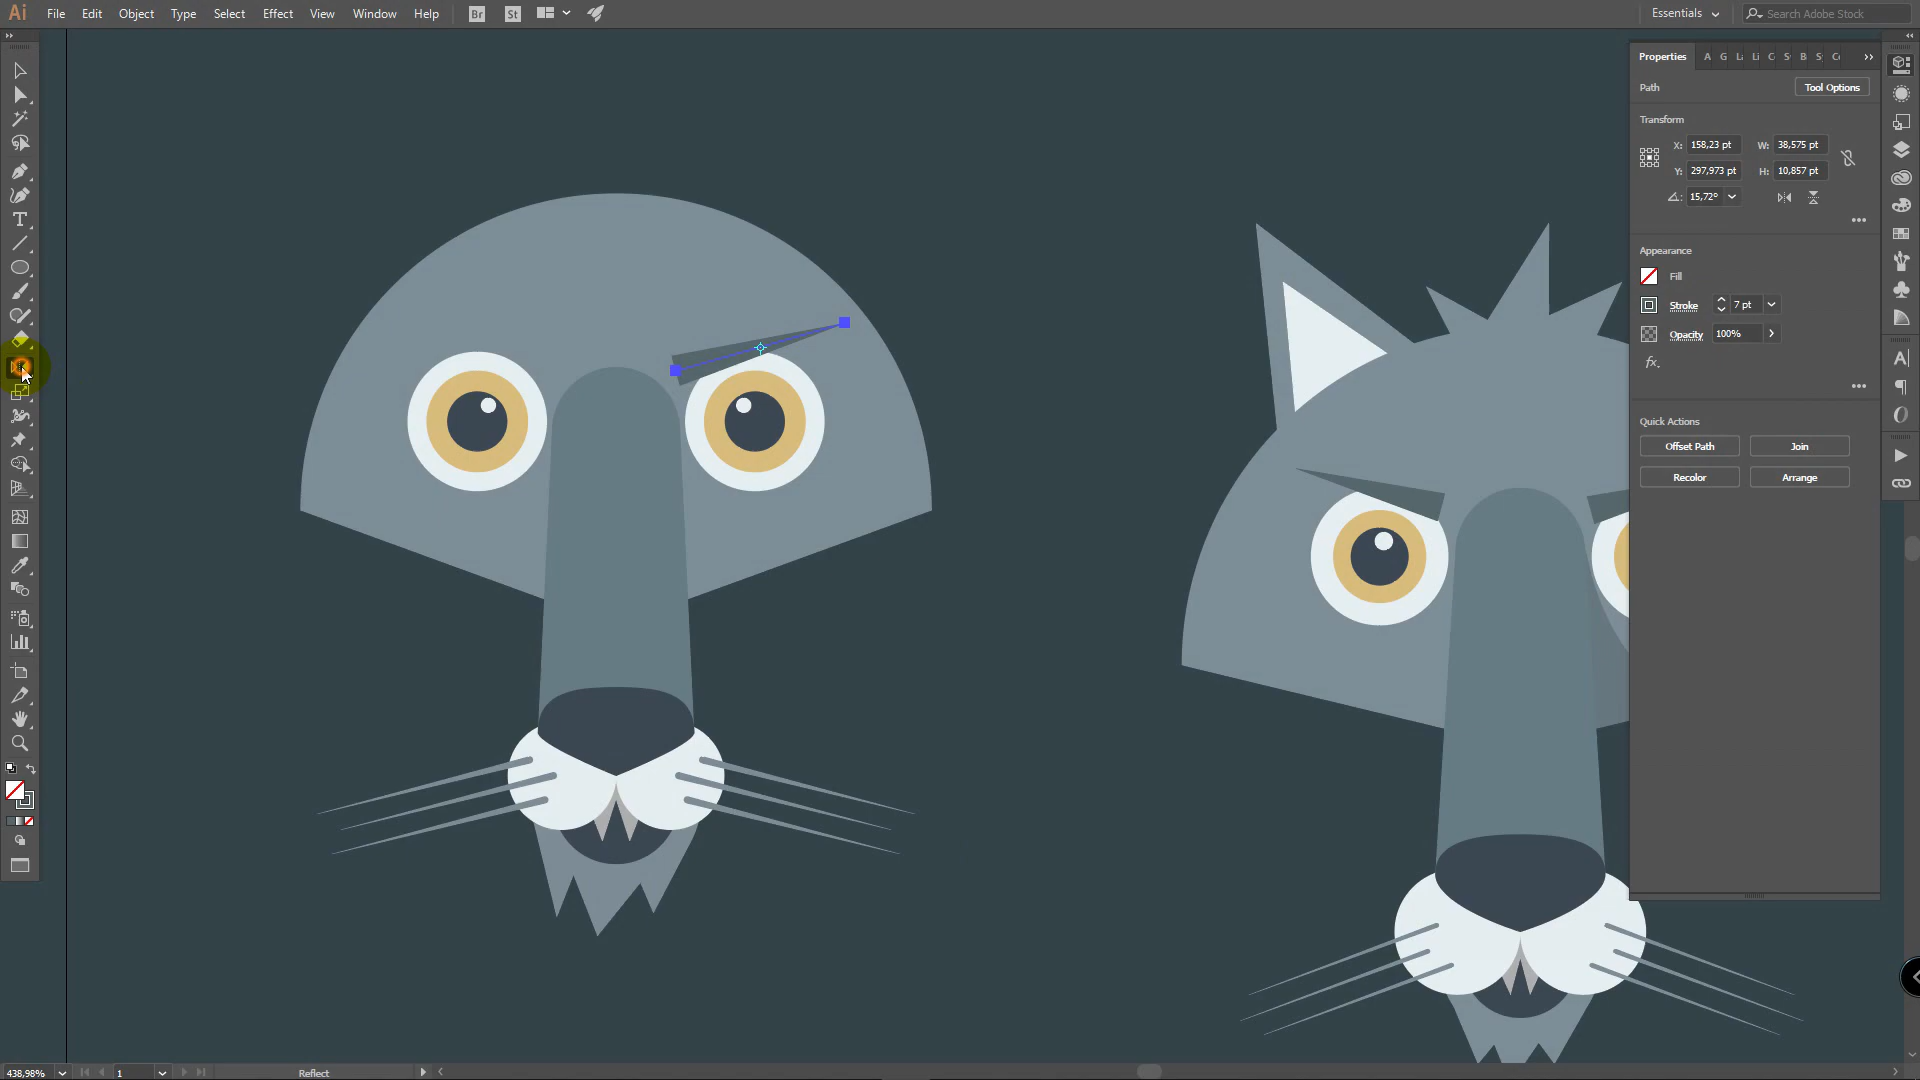 Ai File Edit Object Type Select Effect View Window Help Br St Essentials Search Adobe Stock
Properties A G La Li C S B S C
Path Tool Options
Transform
X: 158,23 pt W: 38,575 pt
Y: 297,973 pt H: 10,857 pt
15,72°
Appearance
Fill
Stroke 7 pt
Opacity 100%
fx.
Quick Actions
Offset Path Join
Recolor Arrange
438,98% 1 Reflect